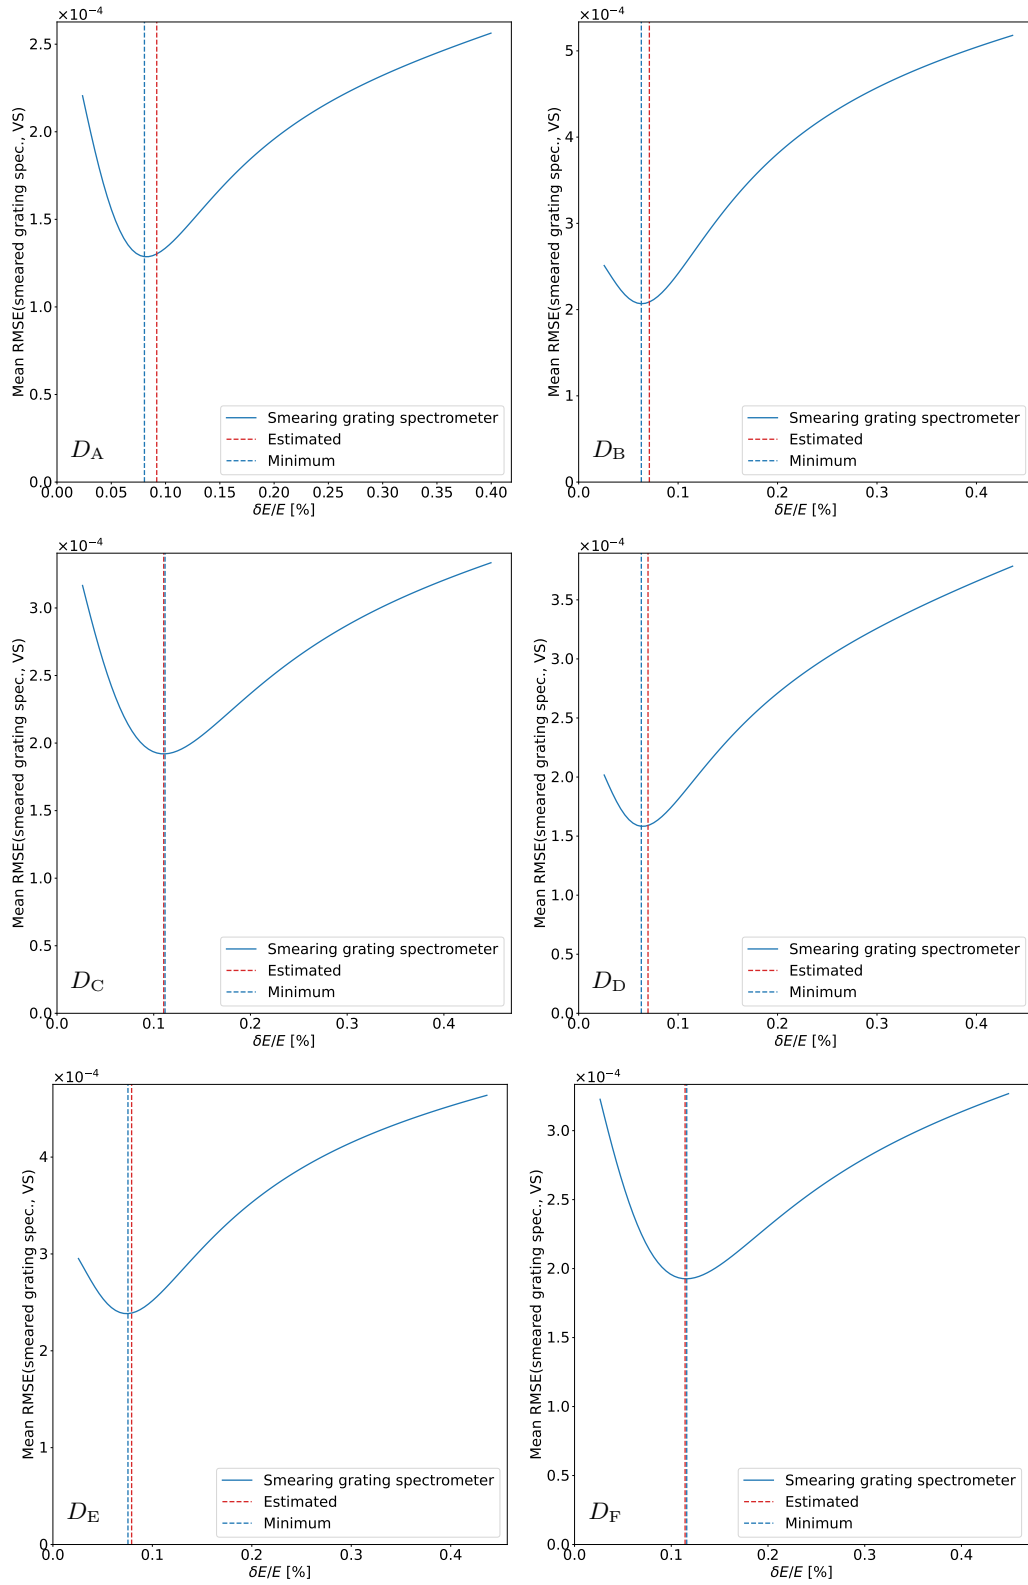 ×10⁻⁴
2.5
2.0
1.5
1.0
0.5
0.0
Mean RMSE(smeared grating spec., VS)
D_A
Smearing grating spectrometer
Estimated
Minimum
0.00 0.05 0.10 0.15 0.20 0.25 0.30 0.35 0.40
δE/E [%]
×10⁻⁴
5
4
3
2
1
0
Mean RMSE(smeared grating spec., VS)
D_B
Smearing grating spectrometer
Estimated
Minimum
0.0 0.1 0.2 0.3 0.4
δE/E [%]
×10⁻⁴
3.0
2.5
2.0
1.5
1.0
0.5
0.0
Mean RMSE(smeared grating spec., VS)
D_C
Smearing grating spectrometer
Estimated
Minimum
0.0 0.1 0.2 0.3 0.4
δE/E [%]
×10⁻⁴
3.5
3.0
2.5
2.0
1.5
1.0
0.5
0.0
Mean RMSE(smeared grating spec., VS)
D_D
Smearing grating spectrometer
Estimated
Minimum
0.0 0.1 0.2 0.3 0.4
δE/E [%]
×10⁻⁴
4
3
2
1
0
Mean RMSE(smeared grating spec., VS)
D_E
Smearing grating spectrometer
Estimated
Minimum
0.0 0.1 0.2 0.3 0.4
δE/E [%]
×10⁻⁴
3.0
2.5
2.0
1.5
1.0
0.5
0.0
Mean RMSE(smeared grating spec., VS)
D_F
Smearing grating spectrometer
Estimated
Minimum
0.0 0.1 0.2 0.3 0.4
δE/E [%]